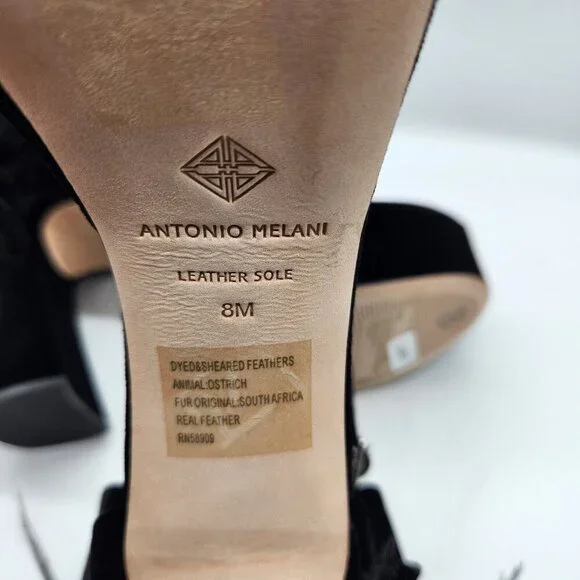 ANTONIO MELANI
LEATHER SOLE
8M
DYED&SHEARED FEATHERS
ANIMAL:OSTRICH
FUR ORIGINAL:SOUTH AFRICA
REAL FEATHER
RN58909